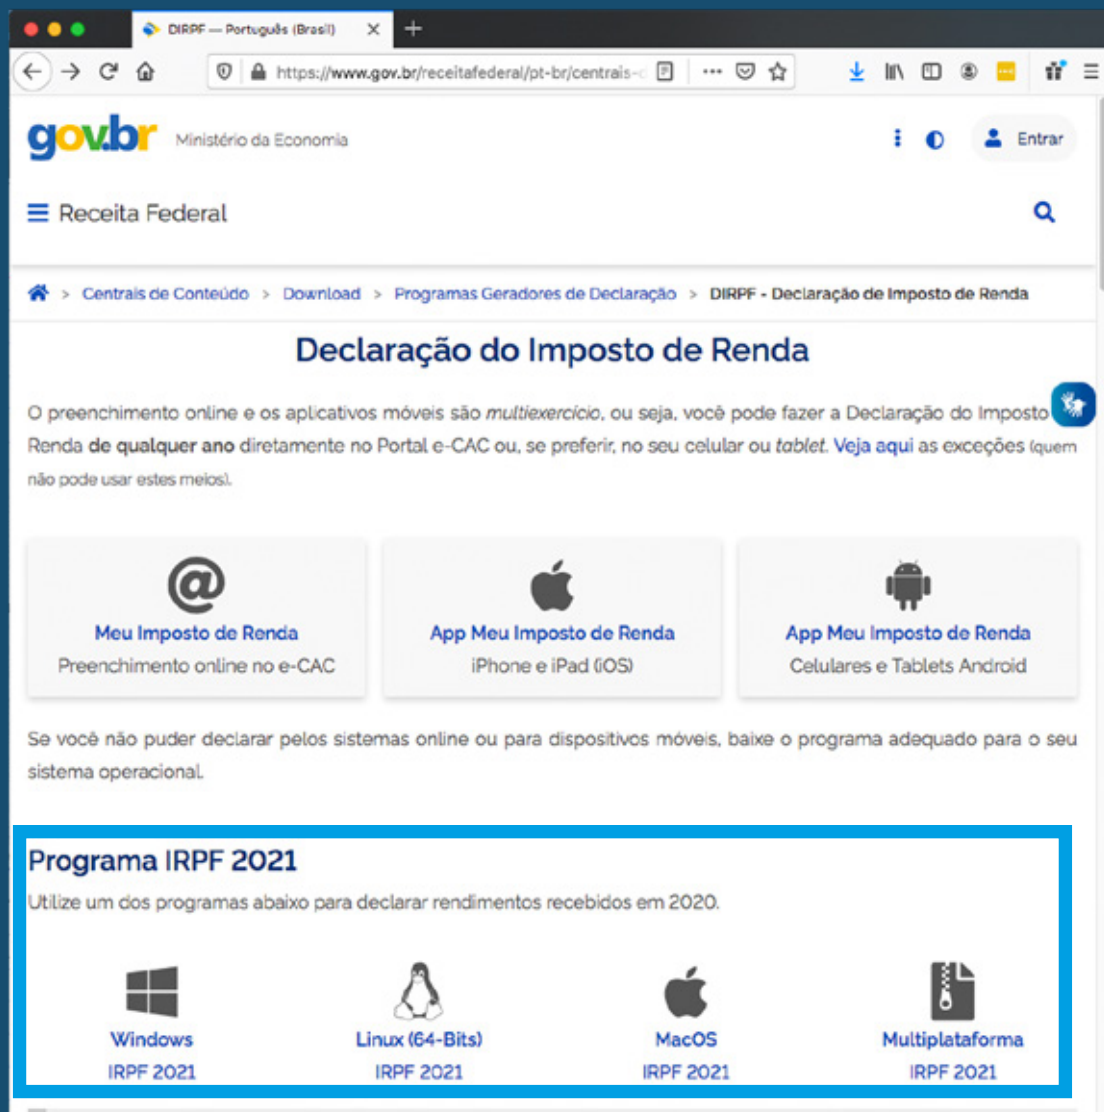 DIRPF — Português (Brasil)
https://www.gov.br/receitafederal/pt-br/centrais-c
gov.br Ministério da Economia
Entrar
Receita Federal
> Centrais de Conteúdo > Download > Programas Geradores de Declaração > DIRPF - Declaração de Imposto de Renda
Declaração do Imposto de Renda
O preenchimento online e os aplicativos móveis são multiexercício, ou seja, você pode fazer a Declaração do Imposto
Renda de qualquer ano diretamente no Portal e-CAC ou, se preferir, no seu celular ou tablet. Veja aqui as exceções (quem
não pode usar estes meios).
@
Meu Imposto de Renda
Preenchimento online no e-CAC
App Meu Imposto de Renda
iPhone e iPad (iOS)
App Meu Imposto de Renda
Celulares e Tablets Android
Se você não puder declarar pelos sistemas online ou para dispositivos móveis, baixe o programa adequado para o seu
sistema operacional.
Programa IRPF 2021
Utilize um dos programas abaixo para declarar rendimentos recebidos em 2020.
Windows
IRPF 2021
Linux (64-Bits)
IRPF 2021
MacOS
IRPF 2021
Multiplataforma
IRPF 2021